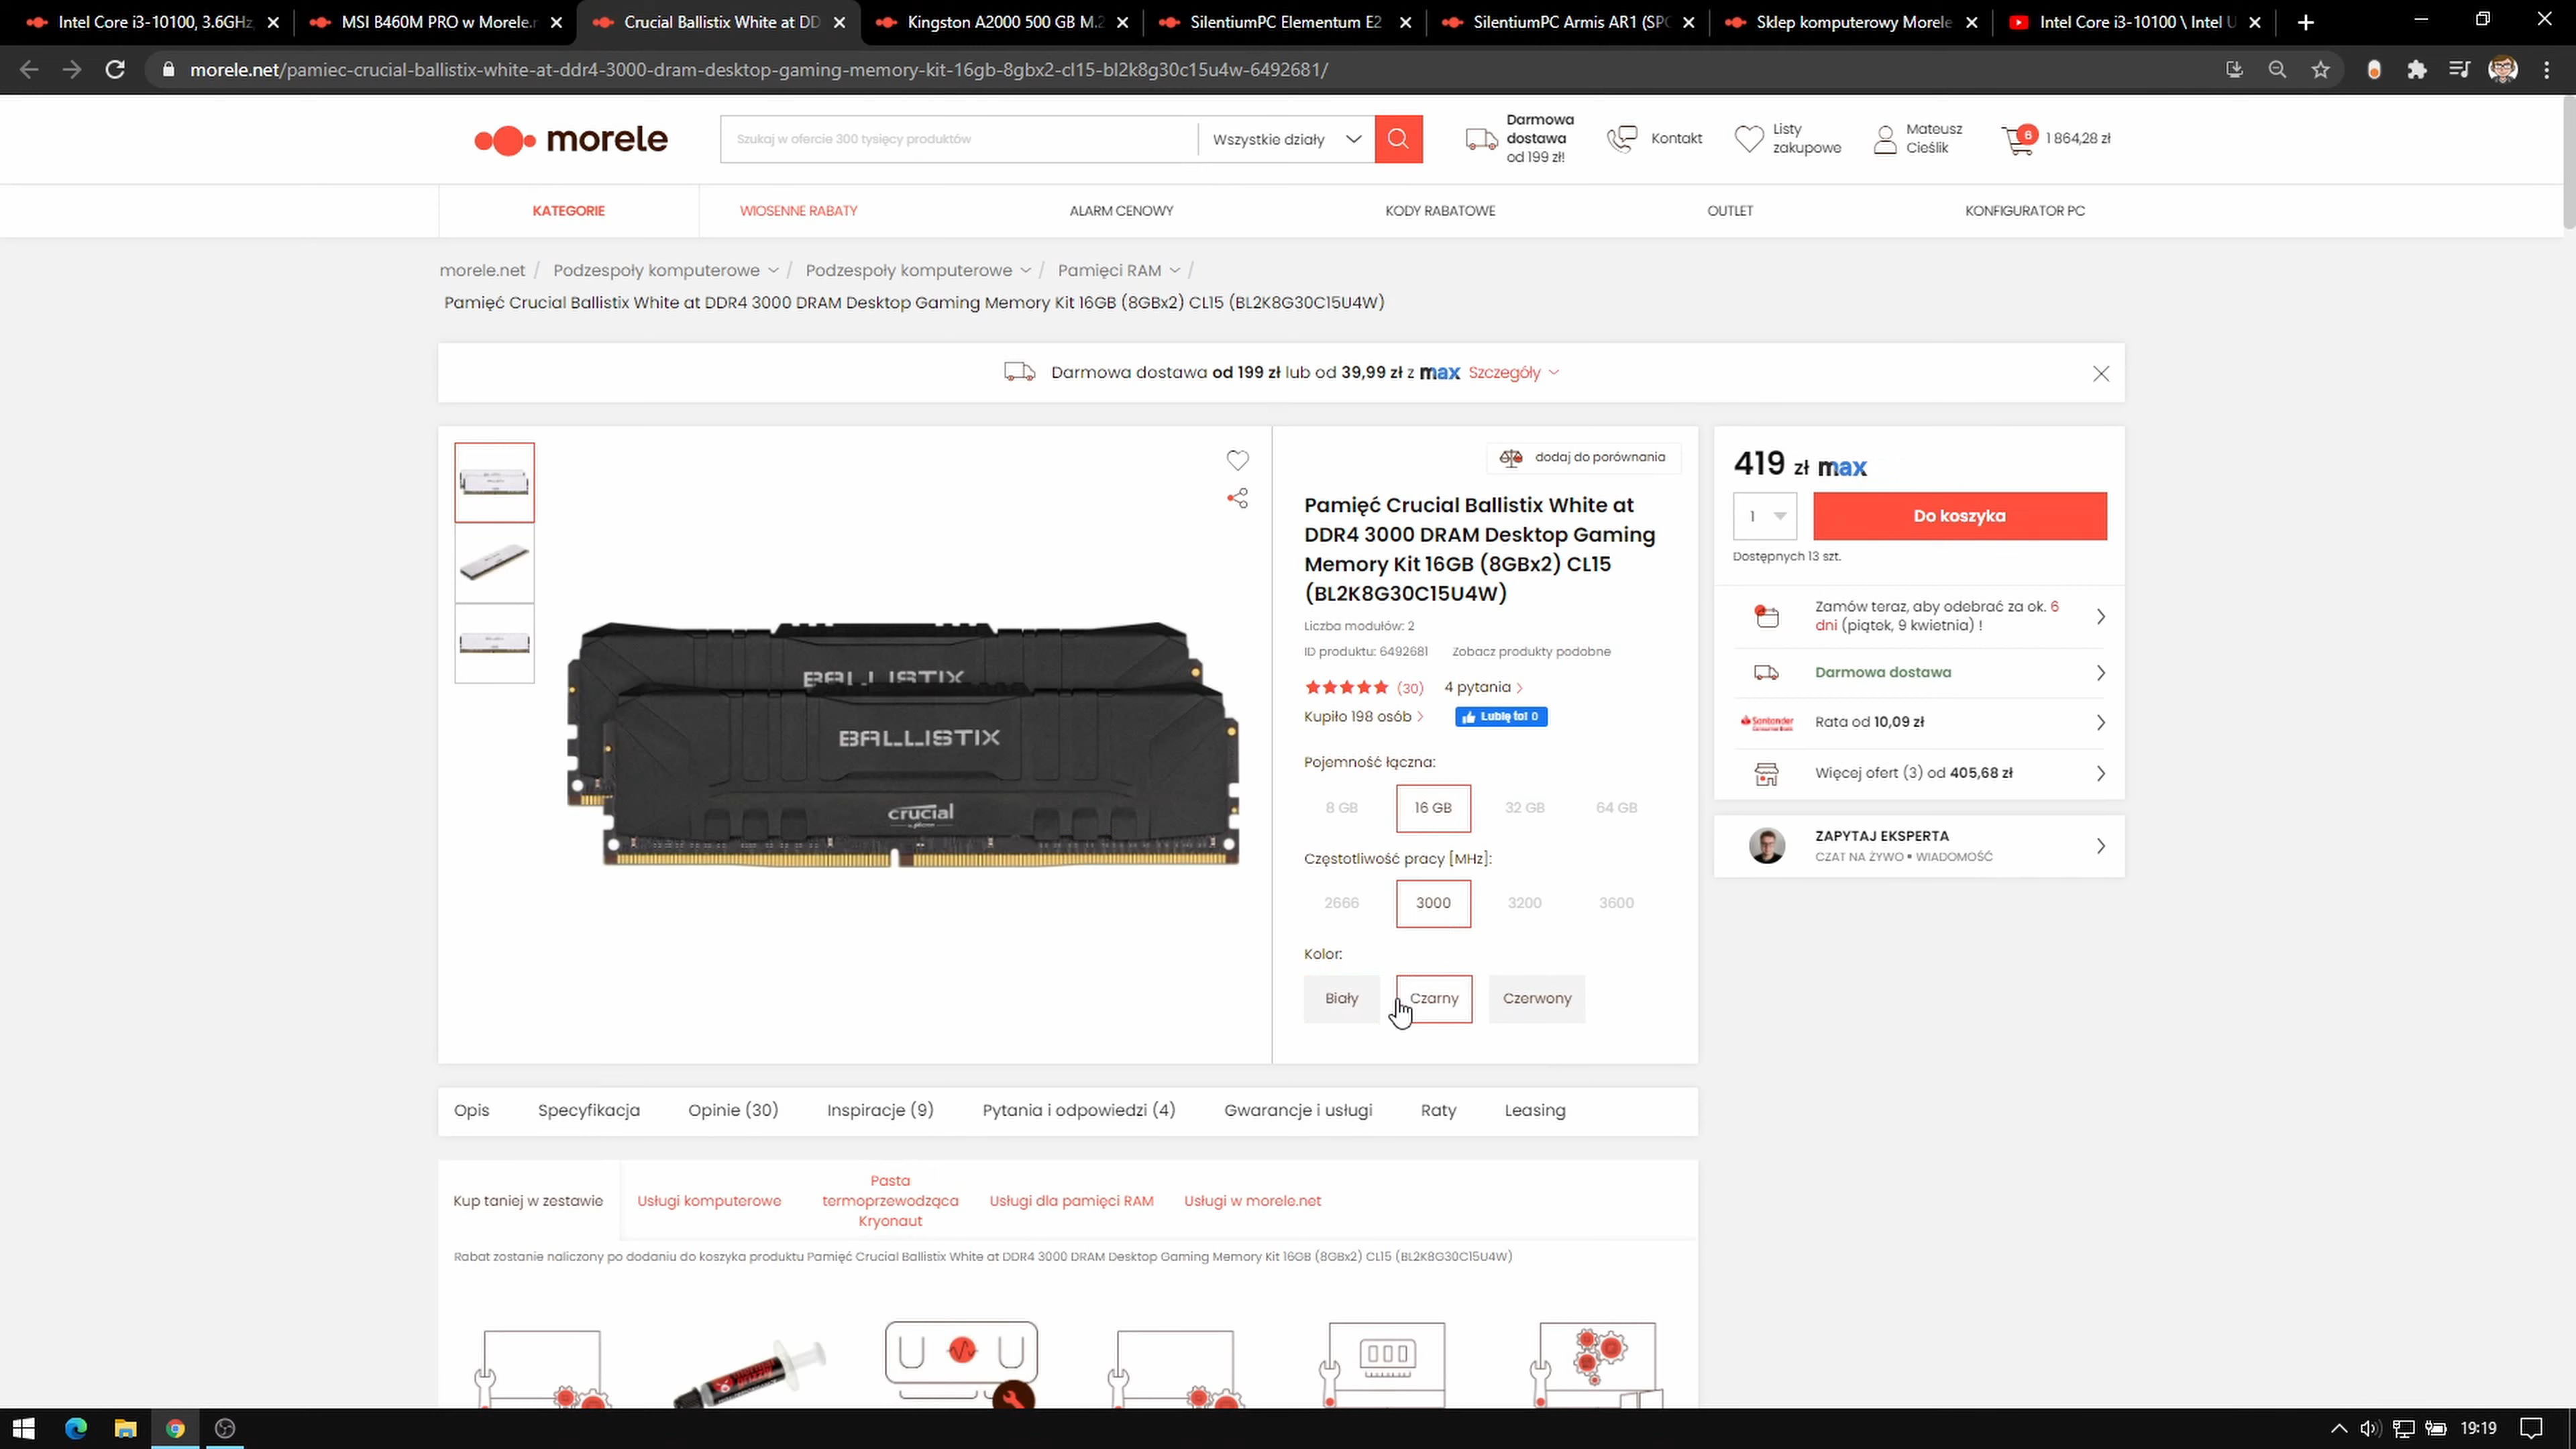 Intel Core i3-10100, 3.6GHz,
MSI B460M PRO w Morele.n
Crucial Ballistix White at DD
Kingston A2000 500 GB M.2
SilentiumPC Elementum E2
SilentiumPC Armis AR1 (SPC
Sklep komputerowy Morele
Intel Core i3-10100 \ Intel U
morele.net/pamiec-crucial-ballistix-white-at-ddr4-3000-dram-desktop-gaming-memory-kit-16gb-8gbx2-cl15-bl2k8g30c15u4w-6492681/
morele
Szukaj w ofercie 300 tysięcy produktów
Wszystkie działy
Darmowa
dostawa
od 199 zł!
Kontakt
Listy
zakupowe
Mateusz
Cieślik
6
1 864,28 zł
KATEGORIE
WIOSENNE RABATY
ALARM CENOWY
KODY RABATOWE
OUTLET
KONFIGURATOR PC
morele.net / Podzespoły komputerowe / Podzespoły komputerowe / Pamięci RAM /
Pamięć Crucial Ballistix White at DDR4 3000 DRAM Desktop Gaming Memory Kit 16GB (8GBx2) CL15 (BL2K8G30C15U4W)
Darmowa dostawa od 199 zł lub od 39,99 zł z max Szczegóły
BALLISTIX
BALLISTIX
crucial
dodaj do porównania
Pamięć Crucial Ballistix White at
DDR4 3000 DRAM Desktop Gaming
Memory Kit 16GB (8GBx2) CL15
(BL2K8G30C15U4W)
Liczba modułów: 2
ID produktu: 6492681 Zobacz produkty podobne
(30) 4 pytania
Kupiło 198 osób
Lubię to! 0
Pojemność łączna:
8 GB
16 GB
32 GB
64 GB
Częstotliwość pracy [MHz]:
2666
3000
3200
3600
Kolor:
Biały
Czarny
Czerwony
419 zł max
1
Do koszyka
Dostępnych 13 szt.
Zamów teraz, aby odebrać za ok. 6
dni (piątek, 9 kwietnia) !
Darmowa dostawa
Santander
Consumer Bank
Rata od 10,09 zł
Więcej ofert (3) od 405,68 zł
ZAPYTAJ EKSPERTA
CZAT NA ŻYWO • WIADOMOŚĆ
Opis
Specyfikacja
Opinie (30)
Inspiracje (9)
Pytania i odpowiedzi (4)
Gwarancje i usługi
Raty
Leasing
Kup taniej w zestawie
Usługi komputerowe
Pasta
termoprzewodząca
Kryonaut
Usługi dla pamięci RAM
Usługi w morele.net
Rabat zostanie naliczony po dodaniu do koszyka produktu Pamięć Crucial Ballistix White at DDR4 3000 DRAM Desktop Gaming Memory Kit 16GB (8GBx2) CL15 (BL2K8G30C15U4W)
19:19